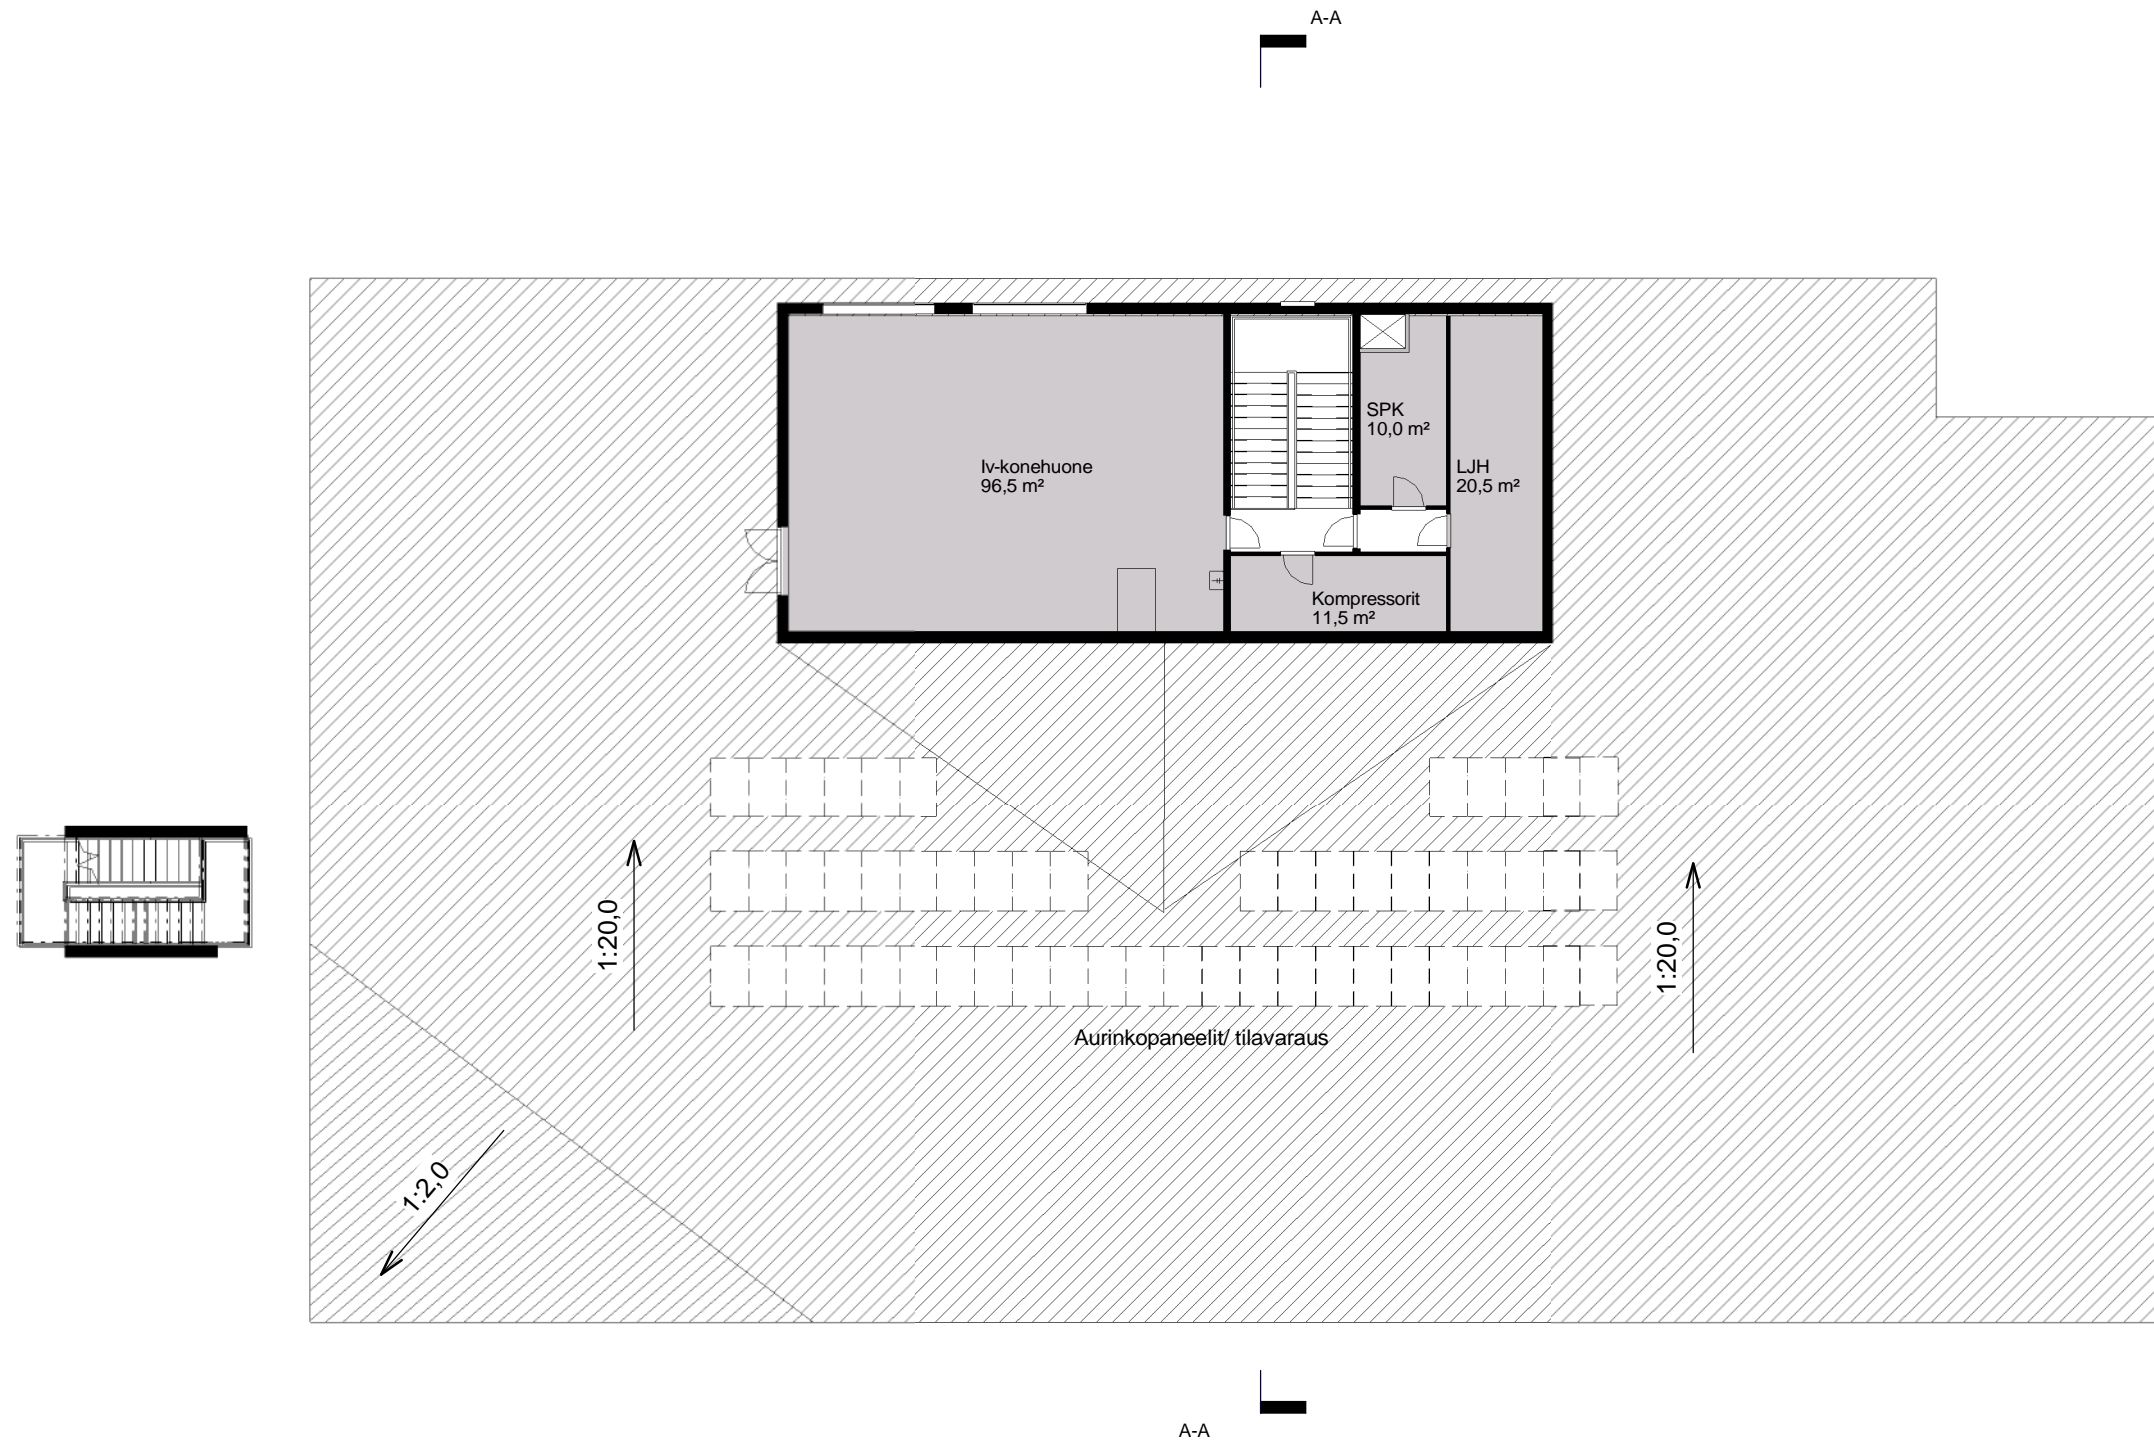 A-A
SPK
10,0 m²
Iv-konehuone
96,5 m²
LJH
20,5 m²
Kompressorit
11,5 m²
1:20,0
1:20,0
Aurinkopaneelit/ tilavaraus
1:2,0
A-A